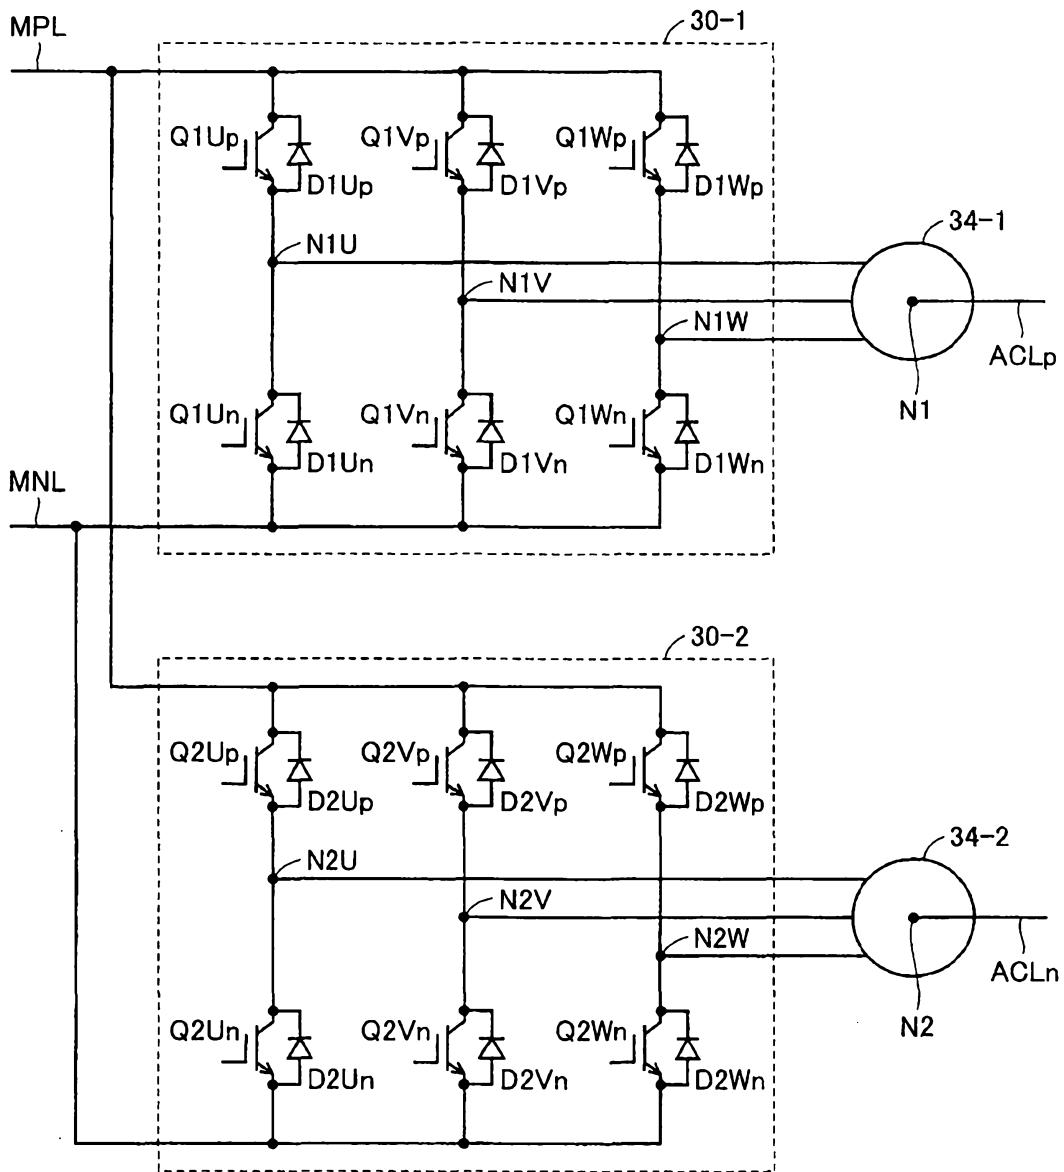 MPL
30-1
Q1Up
Q1Vp
Q1Wp
D1Up
D1Vp
D1Wp
34-1
N1U
N1V
N1W
ACLp
N1
Q1Un
Q1Vn
Q1Wn
D1Un
D1Vn
D1Wn
MNL
30-2
Q2Up
Q2Vp
Q2Wp
D2Up
D2Vp
D2Wp
34-2
N2U
N2V
N2W
ACLn
N2
Q2Un
Q2Vn
Q2Wn
D2Un
D2Vn
D2Wn